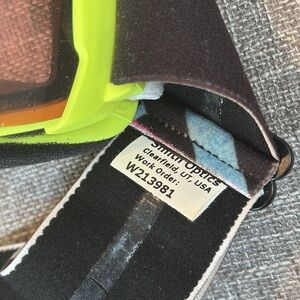 Smith Optics
Clearfield, UT, USA
Work Order:
W213981